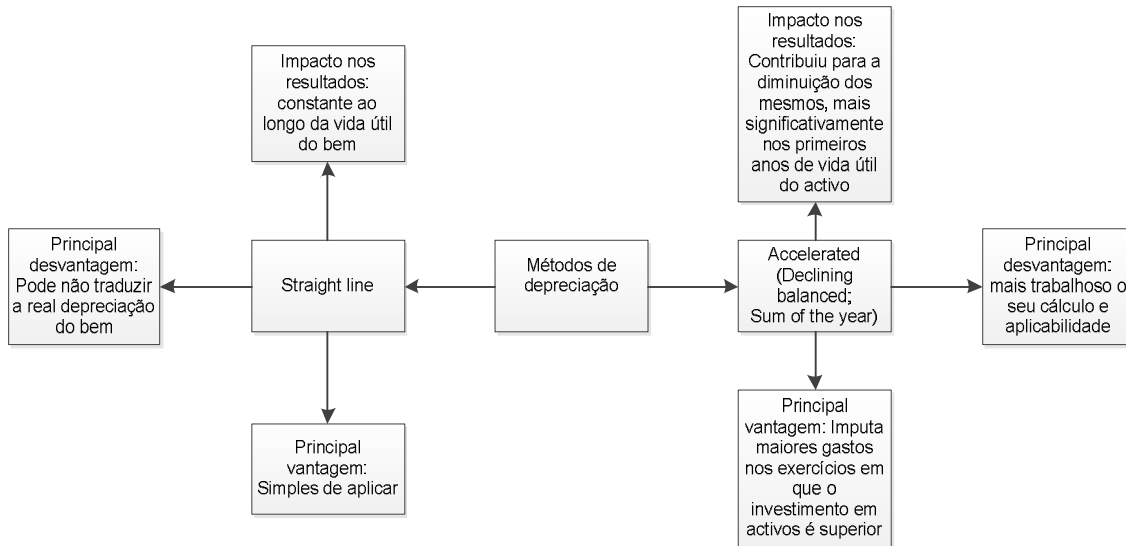 Impacto nos
resultados:
constante ao
longo da vida útil
do bem
Impacto nos
resultados:
Contribuiu para a
diminuição dos
mesmos, mais
significativamente
nos primeiros
anos de vida útil
do activo
Principal
desvantagem:
Pode não traduzir
a real depreciação
do bem
Straight line
Métodos de
depreciação
Accelerated
(Declining
balanced;
Sum of the year)
Principal
desvantagem:
mais trabalhoso o
seu cálculo e
aplicabilidade
Principal
vantagem:
Simples de aplicar
Principal
vantagem: Imputa
maiores gastos
nos exercícios em
que o
investimento em
activos é superior